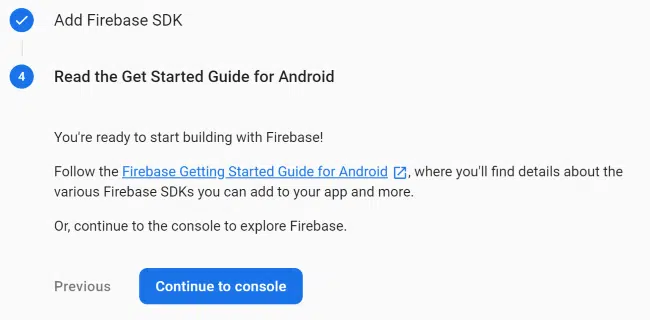 Add Firebase SDK
4 Read the Get Started Guide for Android
You're ready to start building with Firebase!
Follow the Firebase Getting Started Guide for Android , where you'll find details about the
various Firebase SDKs you can add to your app and more.
Or, continue to the console to explore Firebase.
Previous Continue to console